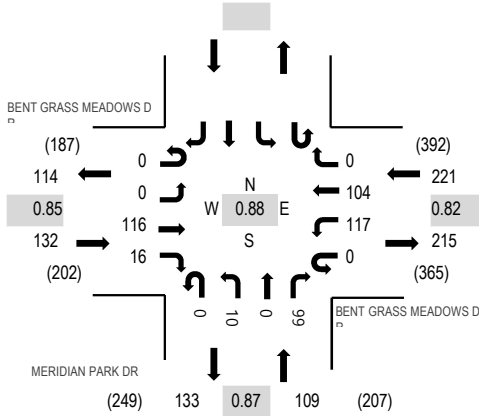 BENT GRASS MEADOWS D
(187)
(392)
114
0
0
221
0.85
0
N
W 0.88 E
S
104
0.82
132
116
117
215
(202)
16
0
(365)
0 10 0 99
BENT GRASS MEADOWS D
MERIDIAN PARK DR
(249) 133 0.87 109 (207)